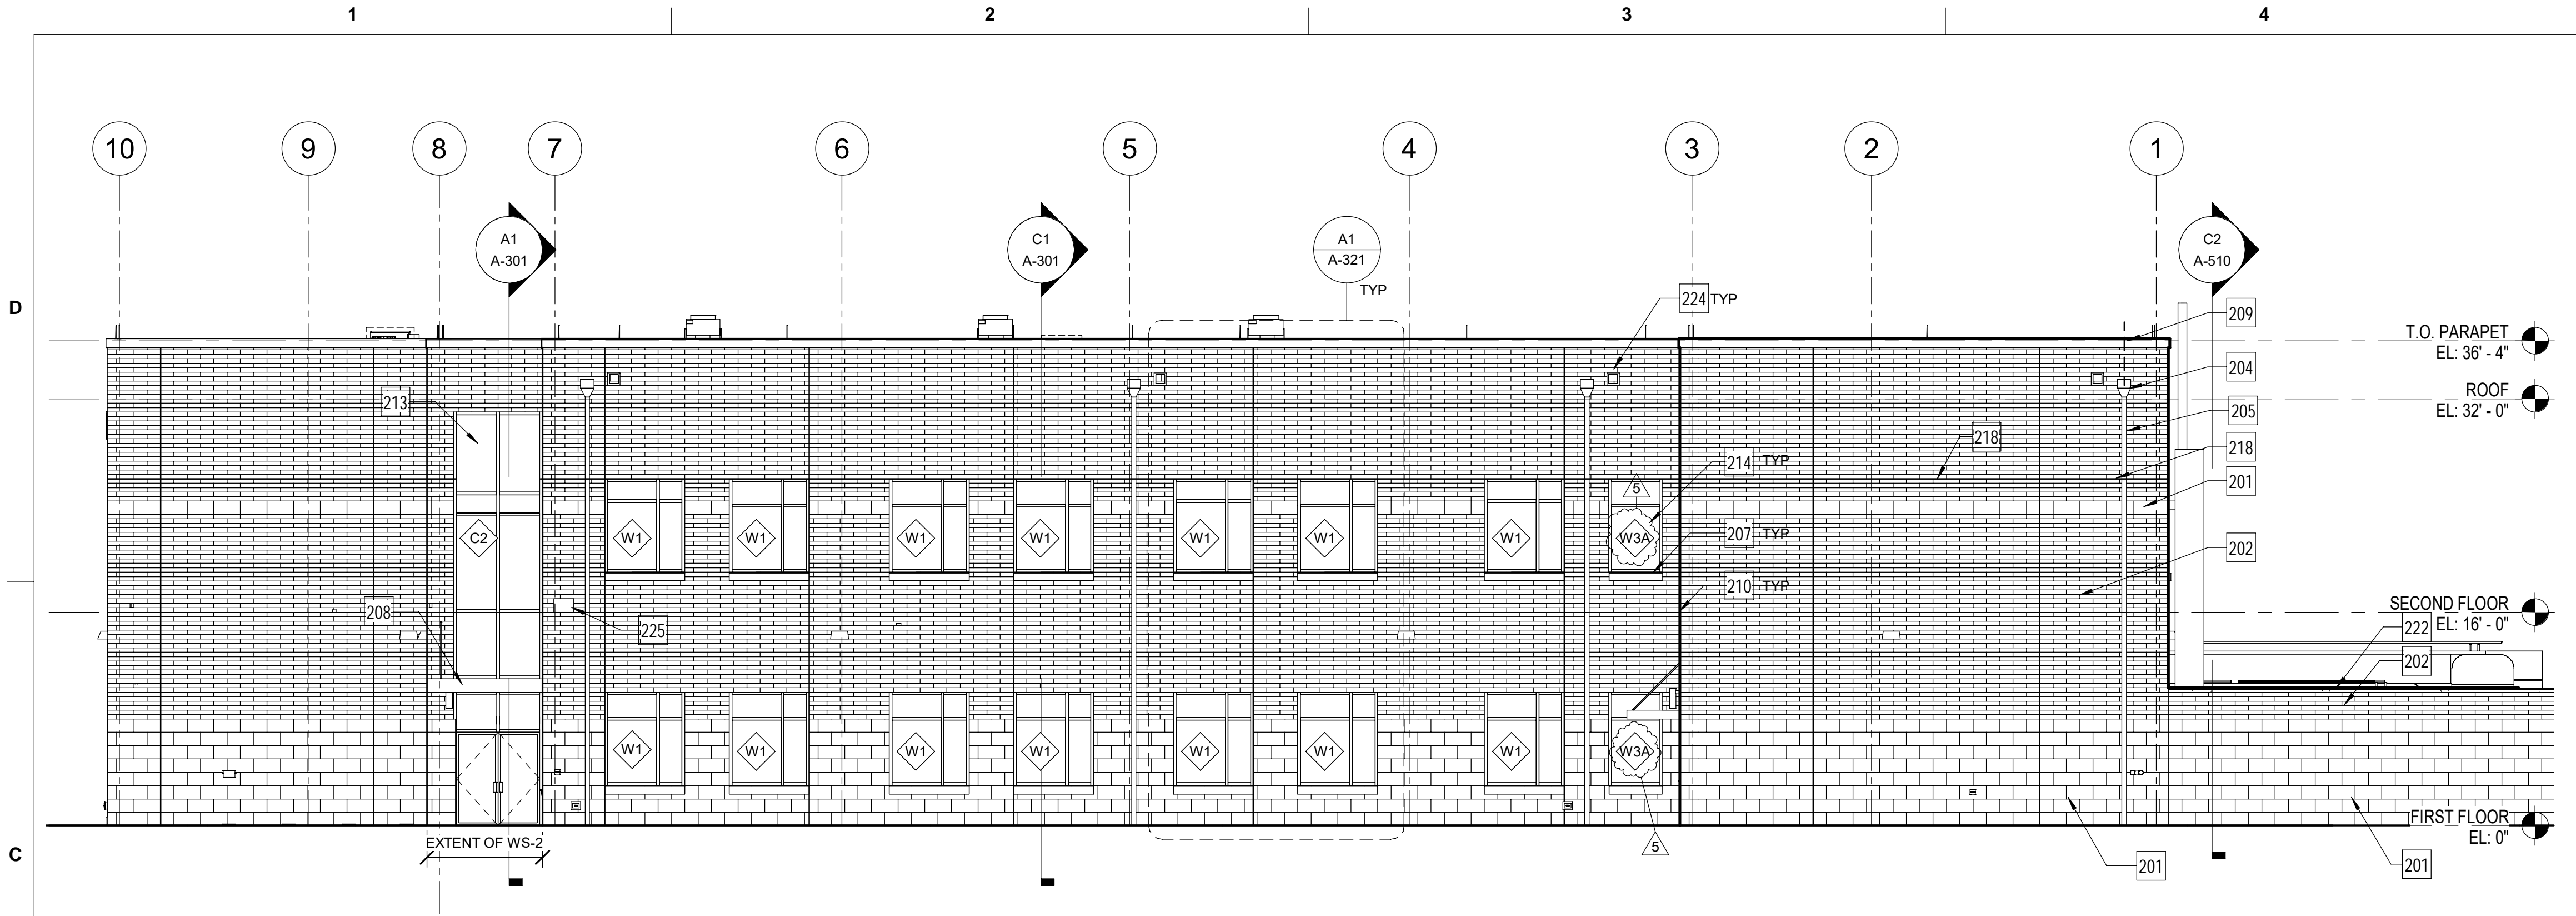 1 2 3 4
10 9 8 7 6 5 4 3 2 1
A1
A-301
C1
A-301
A1
A-321
TYP
C2
A-510
D
224 TYP
209
T.O. PARAPET
EL: 36' - 4"
204
ROOF
EL: 32' - 0"
213
205
218
218
214 TYP
201
5
C2
W1 W1 W1 W1 W1 W1 W1 W3A
207 TYP
202
210 TYP
208
225
SECOND FLOOR
EL: 16' - 0"
222
202
W1 W1 W1 W1 W1 W1 W1 W3A
FIRST FLOOR
EL: 0"
EXTENT OF WS-2
5
C
201
201